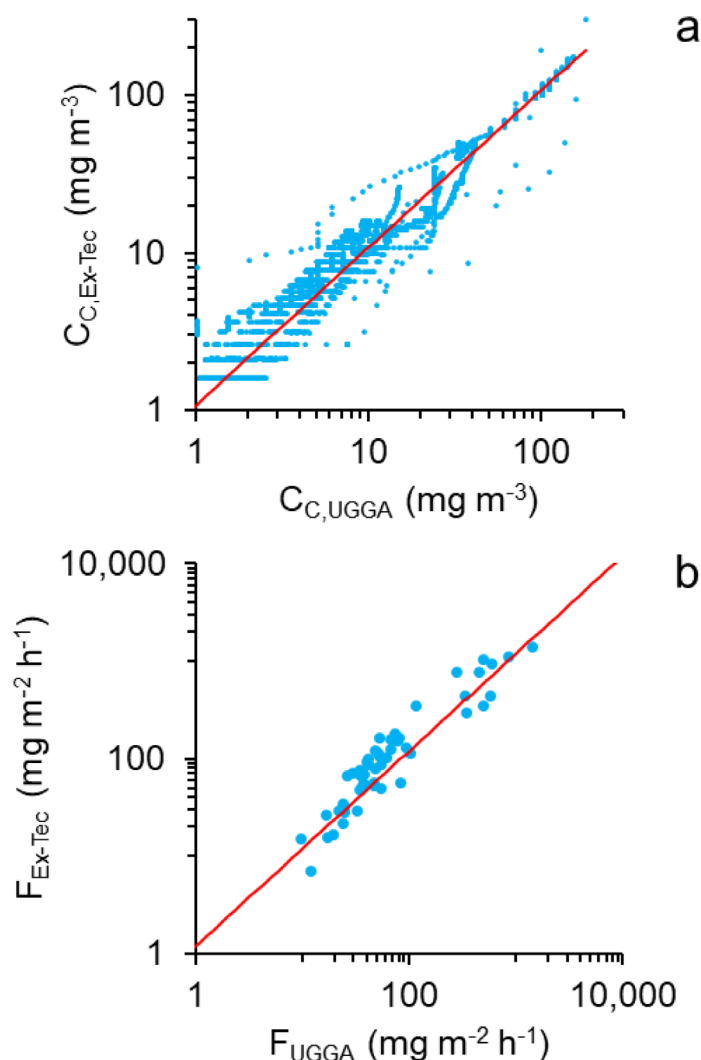 a
100
10
1
C_C,Ex-Tec (mg m⁻³)
1 10 100
C_C,UGGA (mg m⁻³)
b
10,000
100
1
F_Ex-Tec (mg m⁻² h⁻¹)
1 100 10,000
F_UGGA (mg m⁻² h⁻¹)